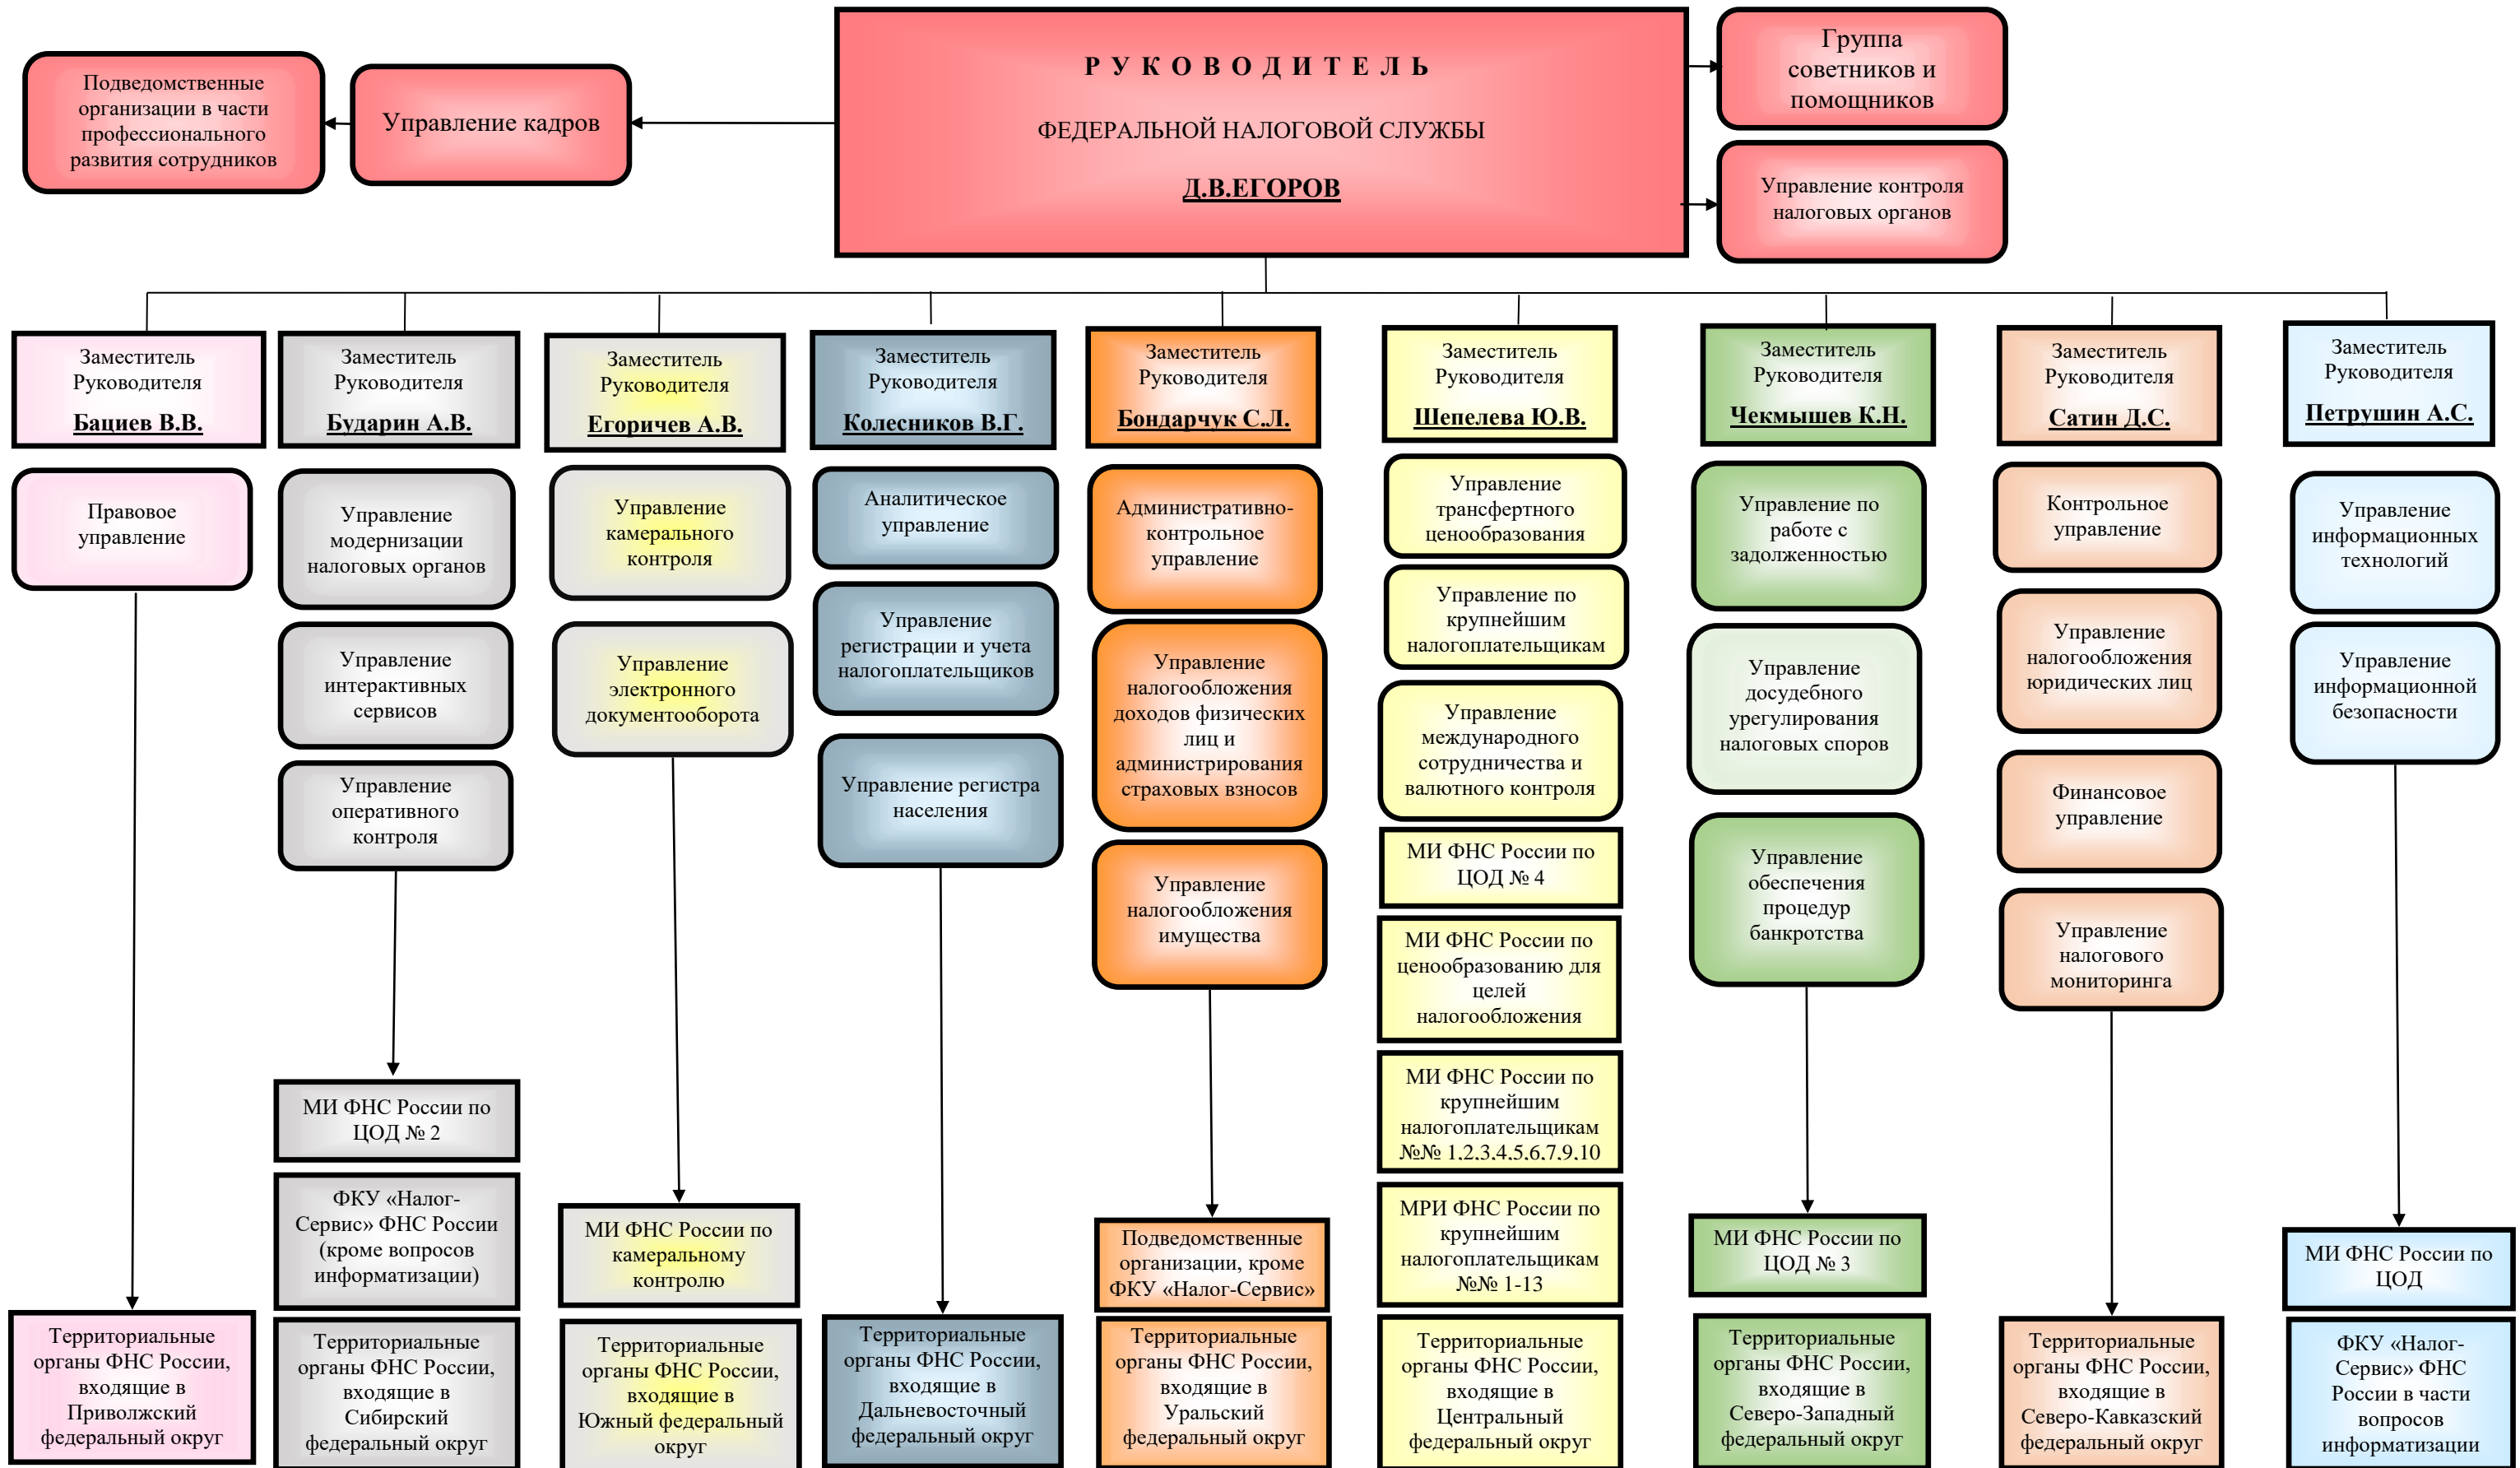 Подведомственные
организации в части
профессионального
развития сотрудников
Управление кадров
Р У К О В О Д И Т Е Л Ь
ФЕДЕРАЛЬНОЙ НАЛОГОВОЙ СЛУЖБЫ
Д.В.ЕГОРОВ
Группа
советников и
помощников
Управление контроля
налоговых органов
Заместитель
Руководителя
Бациев В.В.
Правовое
управление
Территориальные
органы ФНС России,
входящие в
Приволжский
федеральный округ
Заместитель
Руководителя
Бударин А.В.
Управление
модернизации
налоговых органов
Управление
интерактивных
сервисов
Управление
оперативного
контроля
МИ ФНС России по
ЦОД № 2
ФКУ «Налог-
Сервис» ФНС России
(кроме вопросов
информатизации)
Территориальные
органы ФНС России,
входящие в
Сибирский
федеральный округ
Заместитель
Руководителя
Егоричев А.В.
Управление
камерального
контроля
Управление
электронного
документооборота
МИ ФНС России по
камеральному
контролю
Территориальные
органы ФНС России,
входящие в
Южный федеральный
округ
Заместитель
Руководителя
Колесников В.Г.
Аналитическое
управление
Управление
регистрации и учета
налогоплательщиков
Управление регистра
населения
Территориальные
органы ФНС России,
входящие в
Дальневосточный
федеральный округ
Заместитель
Руководителя
Бондарчук С.Л.
Административно-
контрольное
управление
Управление
налогообложения
доходов физических
лиц и
администрирования
страховых взносов
Управление
налогообложения
имущества
Подведомственные
организации, кроме
ФКУ «Налог-Сервис»
Территориальные
органы ФНС России,
входящие в
Уральский
федеральный округ
Заместитель
Руководителя
Шепелева Ю.В.
Управление
трансфертного
ценообразования
Управление по
крупнейшим
налогоплательщикам
Управление
международного
сотрудничества и
валютного контроля
МИ ФНС России по
ЦОД № 4
МИ ФНС России по
ценообразованию для
целей
налогообложения
МИ ФНС России по
крупнейшим
налогоплательщикам
№№ 1,2,3,4,5,6,7,9,10
МРИ ФНС России по
крупнейшим
налогоплательщикам
№№ 1-13
Территориальные
органы ФНС России,
входящие в
Центральный
федеральный округ
Заместитель
Руководителя
Чекмышев К.Н.
Управление по
работе с
задолженностью
Управление
досудебного
урегулирования
налоговых споров
Управление
обеспечения
процедур
банкротства
МИ ФНС России по
ЦОД № 3
Территориальные
органы ФНС России,
входящие в
Северо-Западный
федеральный округ
Заместитель
Руководителя
Сатин Д.С.
Контрольное
управление
Управление
налогообложения
юридических лиц
Финансовое
управление
Управление
налогового
мониторинга
Территориальные
органы ФНС России,
входящие в
Северо-Кавказский
федеральный округ
Заместитель
Руководителя
Петрушин А.С.
Управление
информационных
технологий
Управление
информационной
безопасности
МИ ФНС России по
ЦОД
ФКУ «Налог-
Сервис» ФНС
России в части
вопросов
информатизации